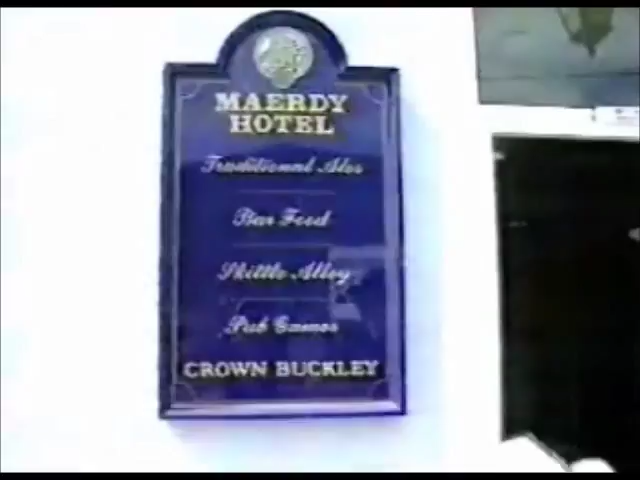 MAERDY
HOTEL
Traditional Ales
Bar Food
Skittle Alley
Pub Games
CROWN BUCKLEY